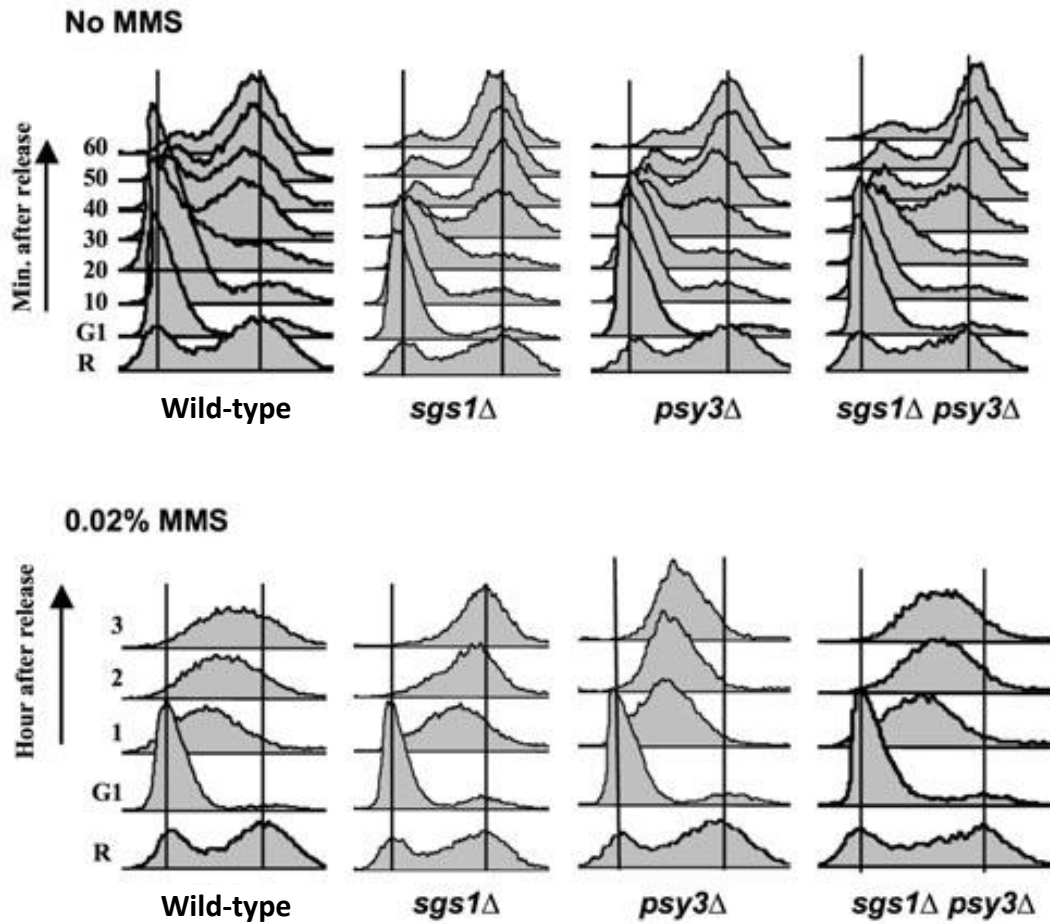 No MMS
Min. after release
60
50
40
30
20
10
G1
R
Wild-type
sgs1Δ
psy3Δ
sgs1Δ psy3Δ
0.02% MMS
Hour after release
3
2
1
G1
R
Wild-type
sgs1Δ
psy3Δ
sgs1Δ psy3Δ